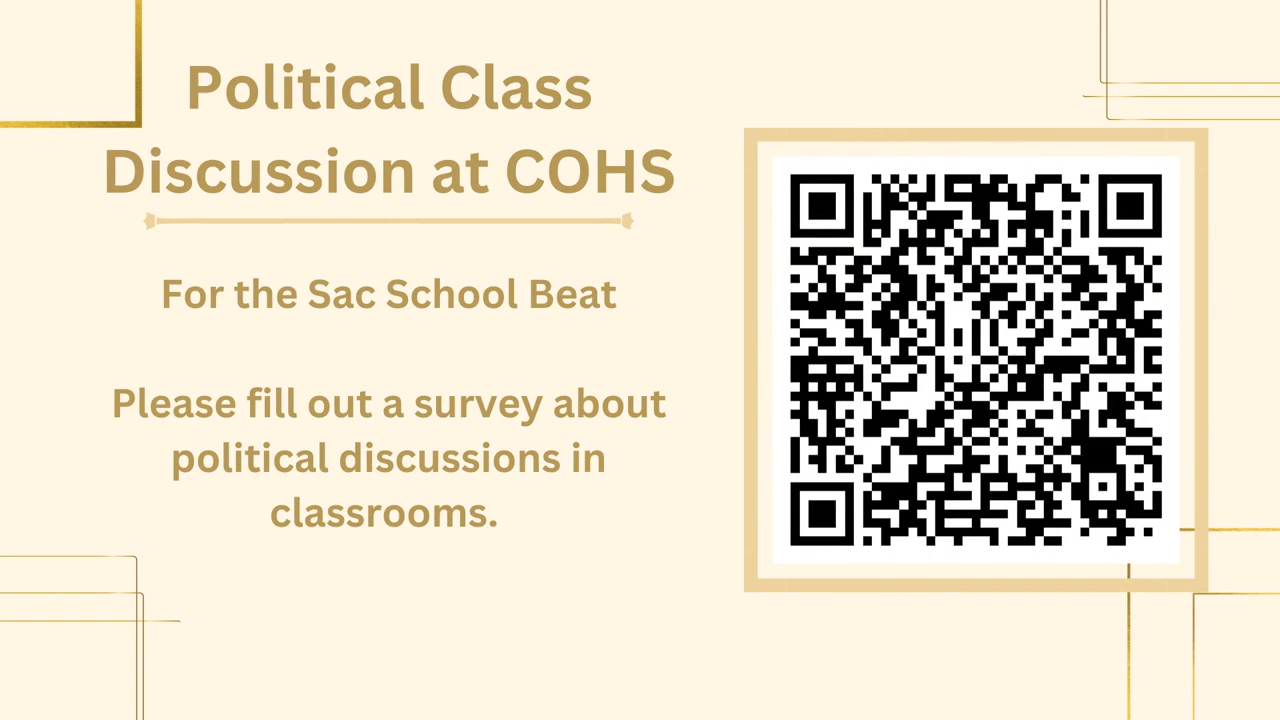 Political Class
Discussion at COHS
For the Sac School Beat
Please fill out a survey about
political discussions in
classrooms.